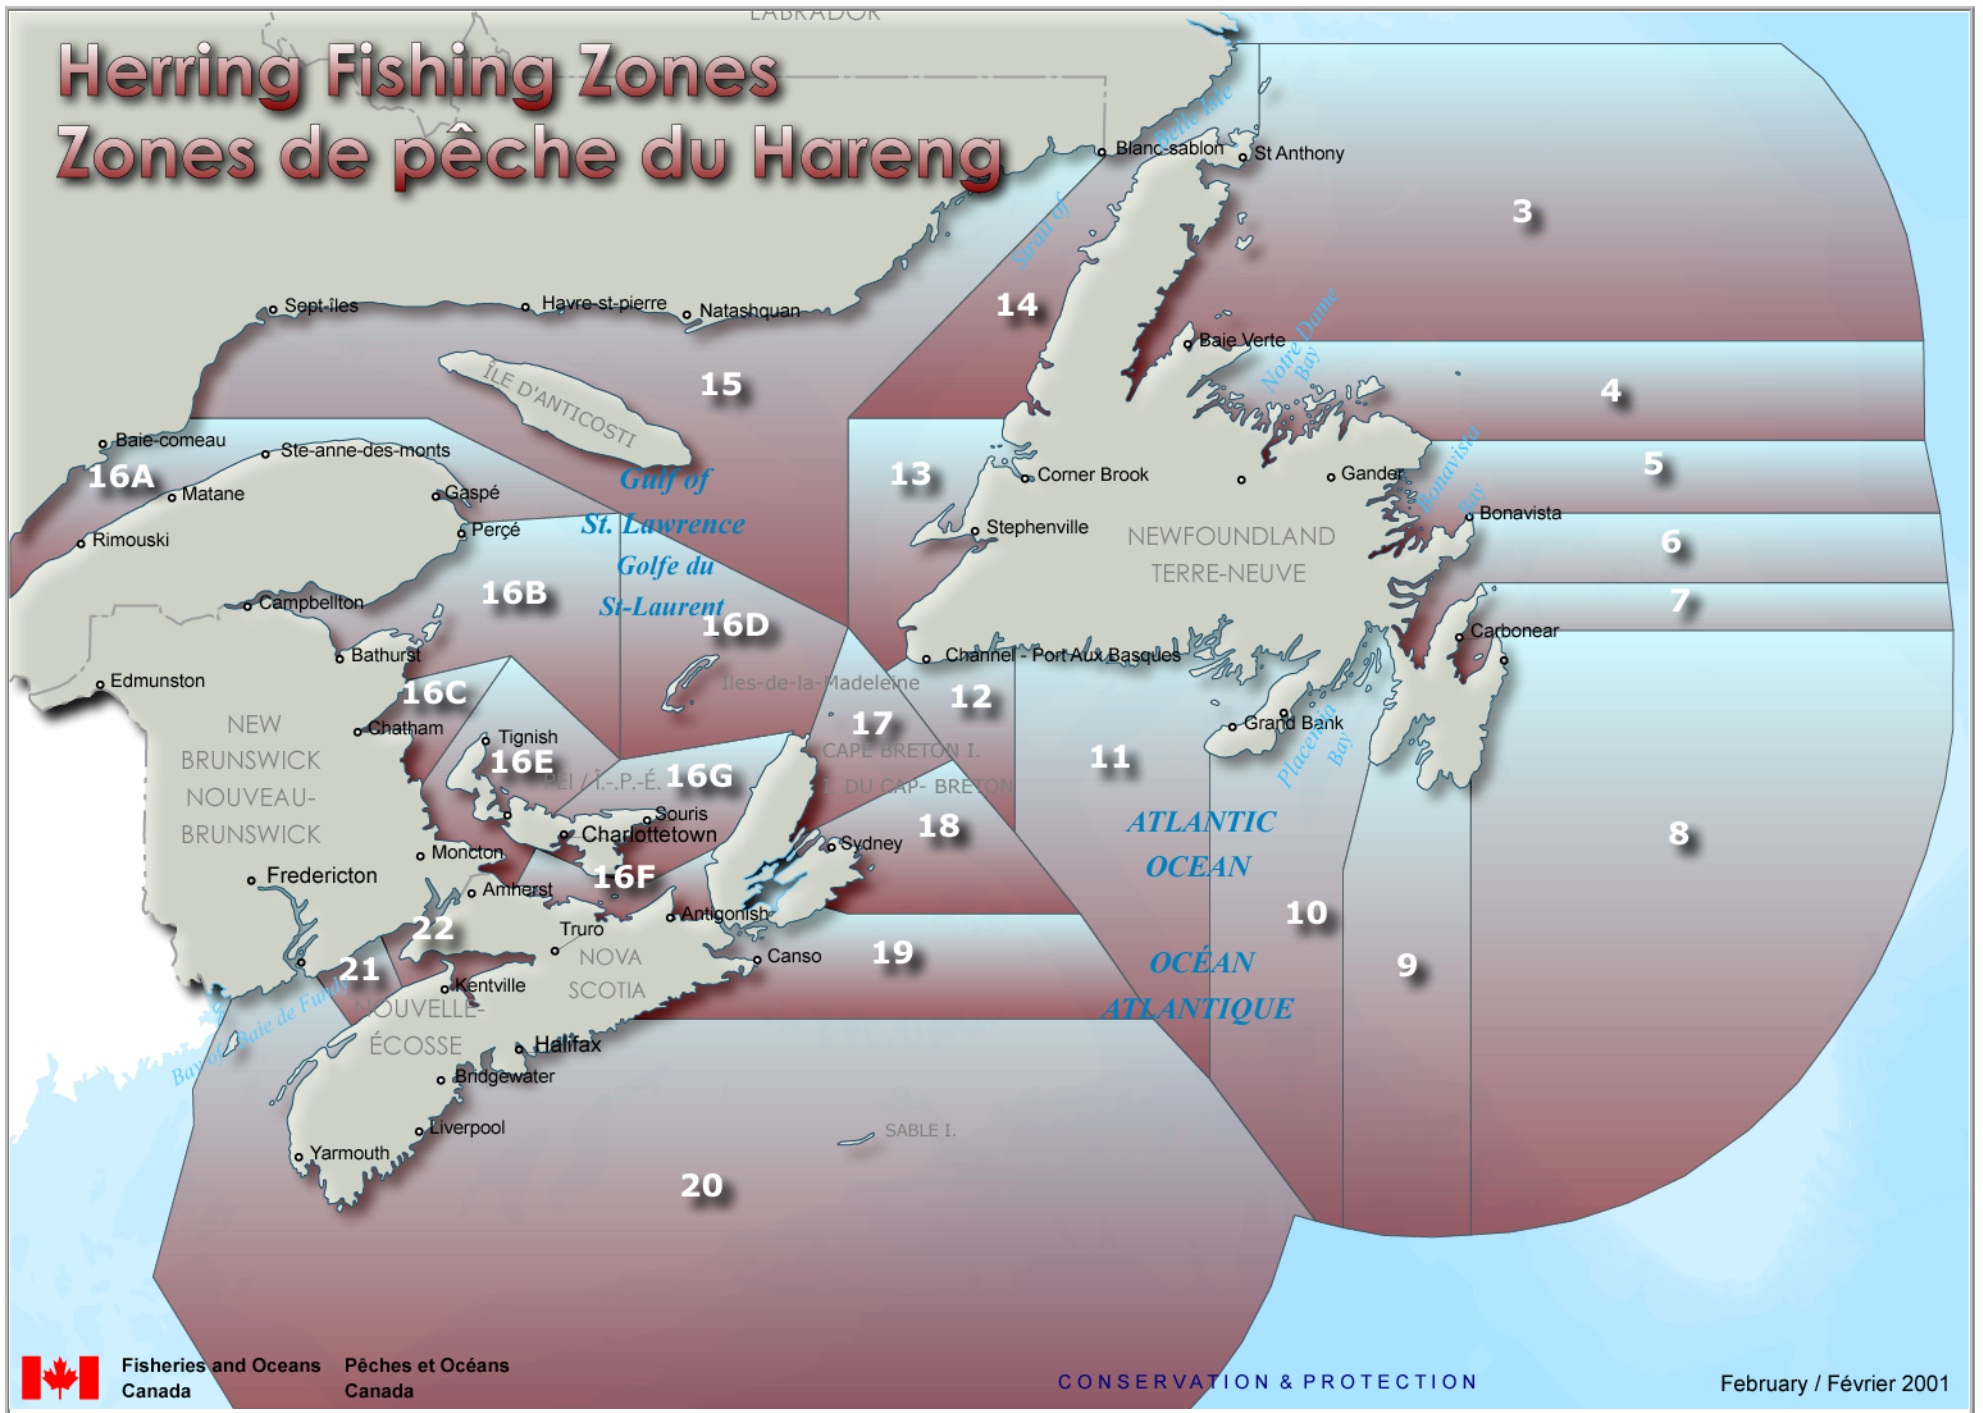 LABRADOR
Herring Fishing Zones
Zones de pêche du Hareng
Strait of Belle Isle
Blanc-sablon
St Anthony
3
14
Sept-îles
Havre-st-pierre
Natashquan
Baie Verte
Notre Dame
Bay
15
ÎLE D'ANTICOSTI
4
Baie-comeau
Ste-anne-des-monts
16A
Matane
Gaspé
Gulf of
St. Lawrence
Golfe du
St-Laurent
13
Corner Brook
Gander
Bonavista
Bay
5
Rimouski
Perçé
Stephenville
NEWFOUNDLAND
TERRE-NEUVE
Bonavista
6
16B
Campbellton
7
16D
Carbonear
Bathurst
Channel - Port Aux Basques
Edmunston
16C
Îles-de-la-Madeleine
12
17
NEW
BRUNSWICK
NOUVEAU-
BRUNSWICK
Chatham
Tignish
Grand Bank
Placentia
Bay
16E
PEI / Î.-.P.-É.
16G
CAPE BRETON I.
I. DU CAP- BRETON
11
Souris
Charlottetown
18
ATLANTIC
OCEAN
8
Moncton
Sydney
Fredericton
16F
Amherst
Antigonish
10
22
Truro
NOVA
SCOTIA
Canso
19
OCÉAN
ATLANTIQUE
9
21
Kentville
Bay of Baie de Fundy
NOUVELLE-
ÉCOSSE
Halifax
Bridgewater
Liverpool
SABLE I.
Yarmouth
20
Fisheries and Oceans
Canada
Pêches et Océans
Canada
CONSERVATION & PROTECTION
February / Février 2001